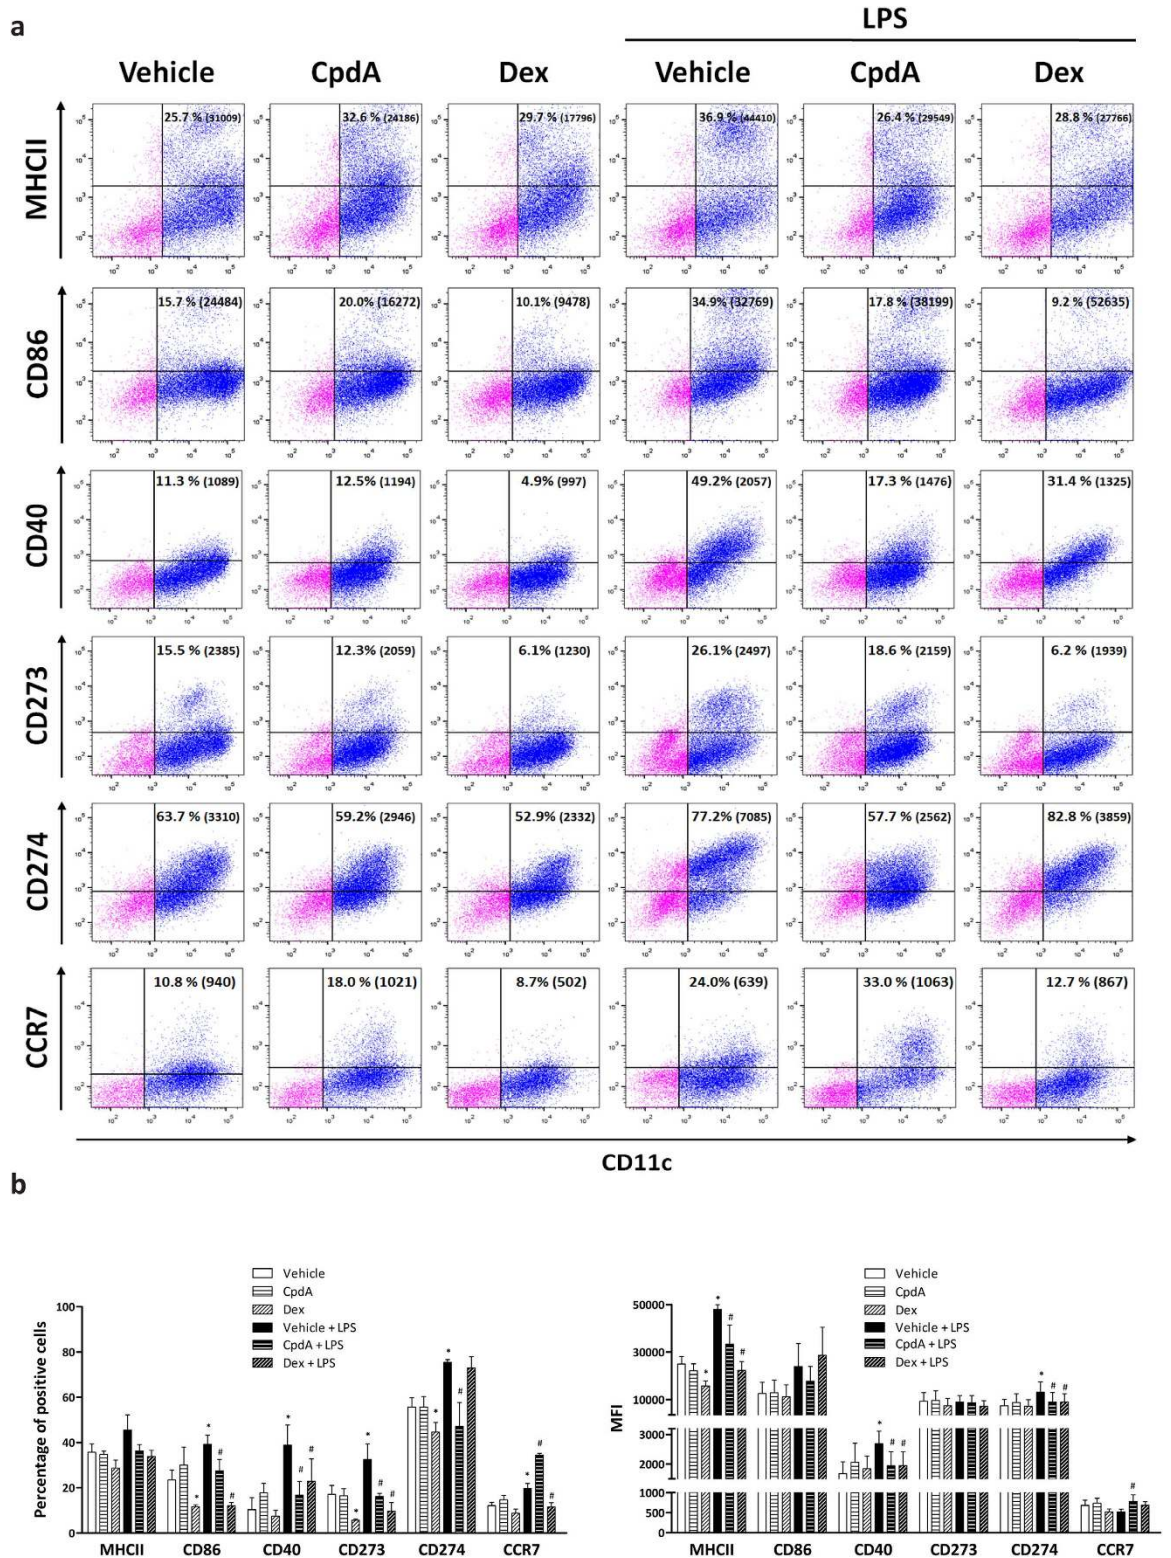 a
LPS
Vehicle CpdA Dex Vehicle CpdA Dex
MHCII
25.7 % (31009) 32.6 % (24186) 29.7 % (17796) 36.9 % (44410) 26.4 % (29549) 28.8 % (27766)
CD86
15.7 % (24484) 20.0% (16272) 10.1% (9478) 34.9% (32769) 17.8 % (38199) 9.2 % (52635)
CD40
11.3 % (1089) 12.5% (1194) 4.9% (997) 49.2% (2057) 17.3 % (1476) 31.4 % (1325)
CD273
15.5 % (2385) 12.3% (2059) 6.1% (1230) 26.1% (2497) 18.6 % (2159) 6.2 % (1939)
CD274
63.7 % (3310) 59.2% (2946) 52.9% (2332) 77.2% (7085) 57.7 % (2562) 82.8 % (3859)
CCR7
10.8 % (940) 18.0 % (1021) 8.7% (502) 24.0% (639) 33.0 % (1063) 12.7 % (867)
CD11c
b
Vehicle
CpdA
Dex
Vehicle + LPS
CpdA + LPS
Dex + LPS
Percentage of positive cells
100
80
60
40
20
0
MHCII CD86 CD40 CD273 CD274 CCR7
Vehicle
CpdA
Dex
Vehicle + LPS
CpdA + LPS
Dex + LPS
MFI
50000
30000
10000
3000
2000
1000
500
0
MHCII CD86 CD40 CD273 CD274 CCR7